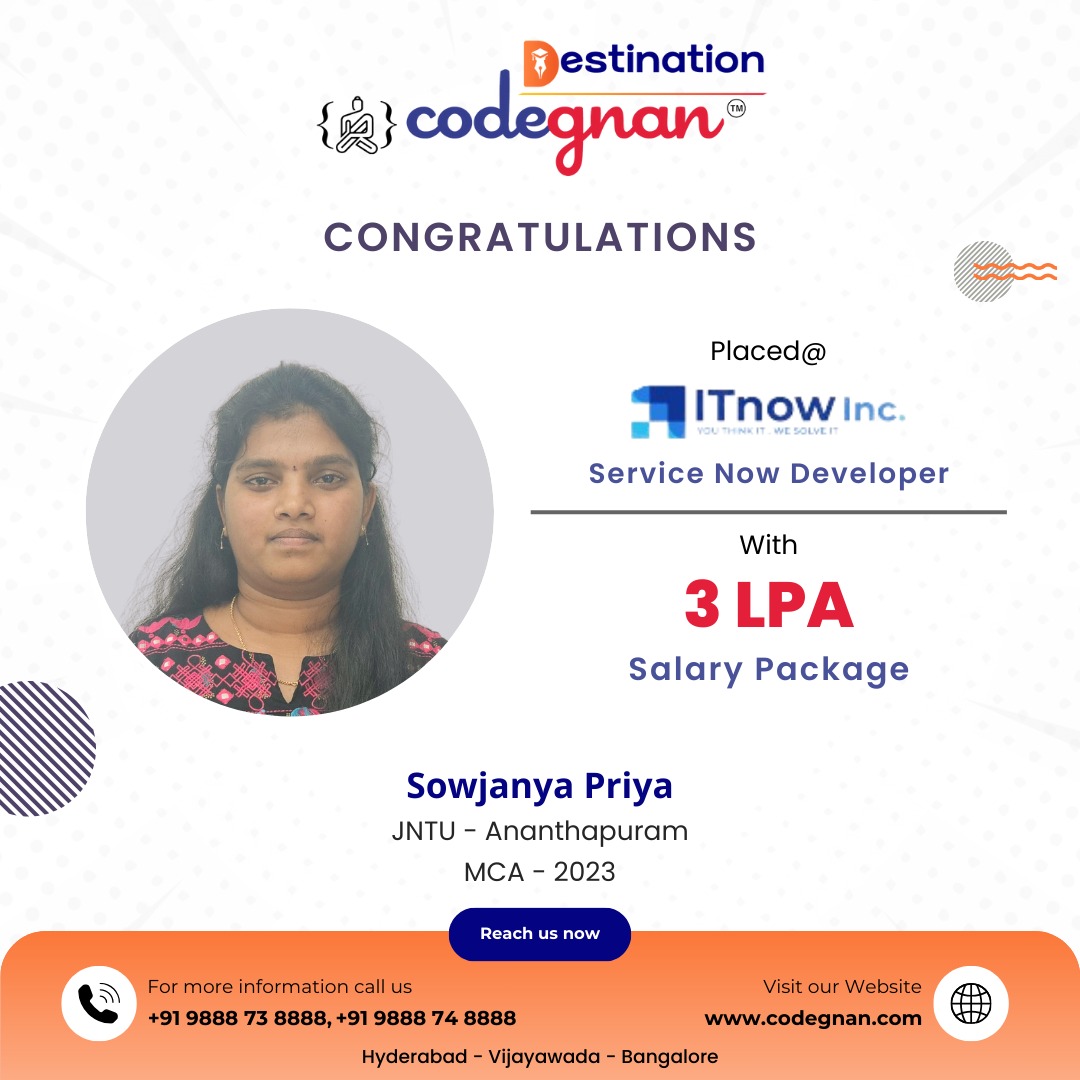 Destination
codegnan™
CONGRATULATIONS
Placed@
ITnow Inc.
YOU THINK IT . WE SOLVE IT
Service Now Developer
With
3 LPA
Salary Package
Sowjanya Priya
JNTU - Ananthapuram
MCA - 2023
Reach us now
For more information call us
+91 9888 73 8888, +91 9888 74 8888
Visit our Website
www.codegnan.com
Hyderabad - Vijayawada - Bangalore